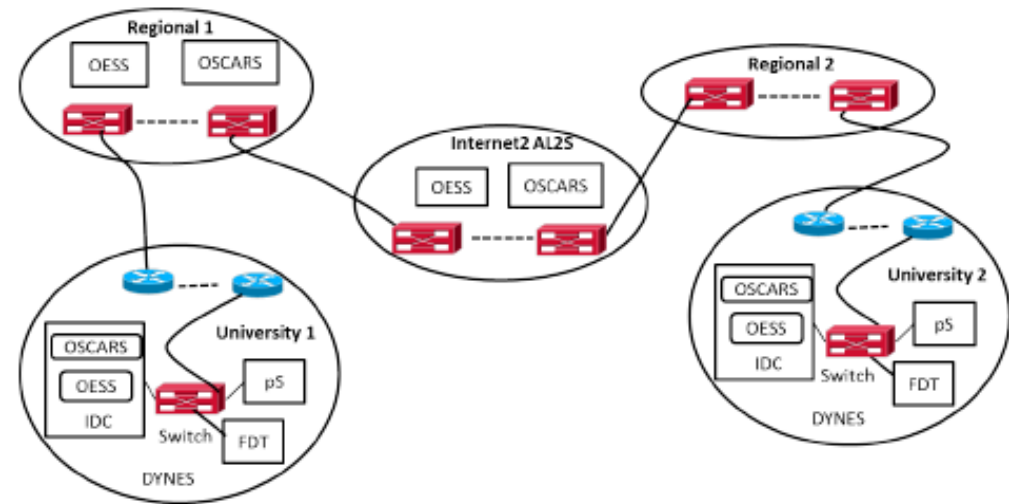 Regional 1
OESS
OSCARS
Regional 2
Internet2 AL2S
OESS
OSCARS
University 1
OSCARS
OESS
IDC
pS
Switch
FDT
DYNES
University 2
OSCARS
OESS
IDC
pS
Switch
FDT
DYNES